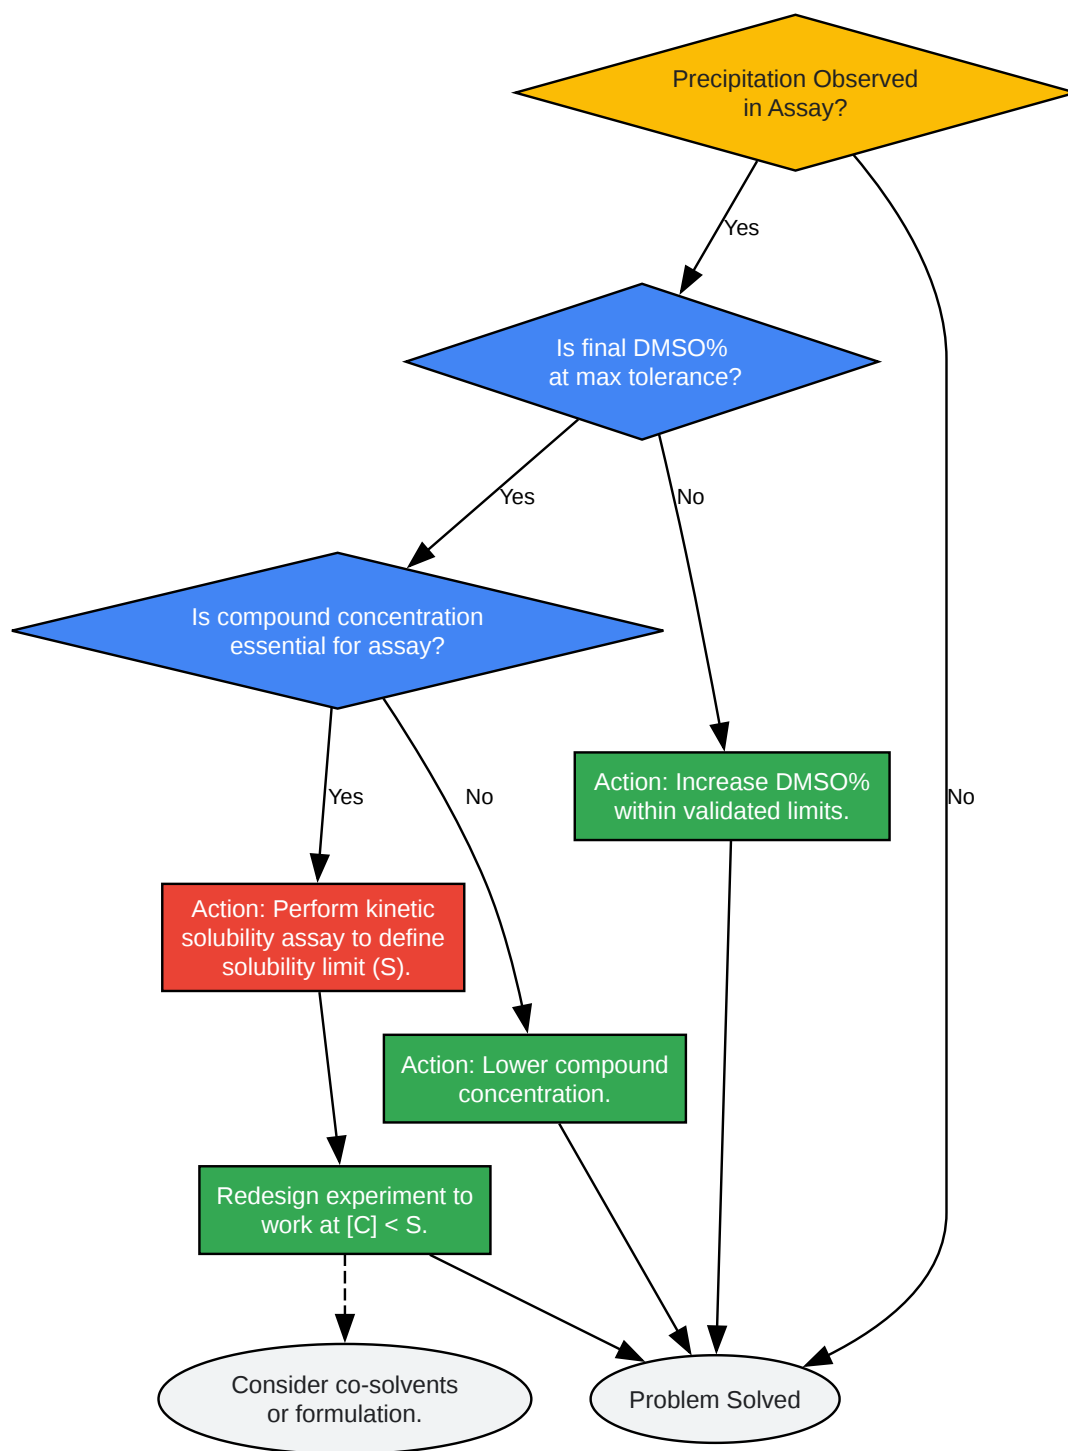 Precipitation Observed
in Assay?
Yes
Is final DMSO%
at max tolerance?
Yes
No
Is compound concentration
essential for assay?
Action: Increase DMSO%
within validated limits.
Yes
No
No
Action: Perform kinetic
solubility assay to define
solubility limit (S).
Action: Lower compound
concentration.
Redesign experiment to
work at [C] < S.
Consider co-solvents
or formulation.
Problem Solved